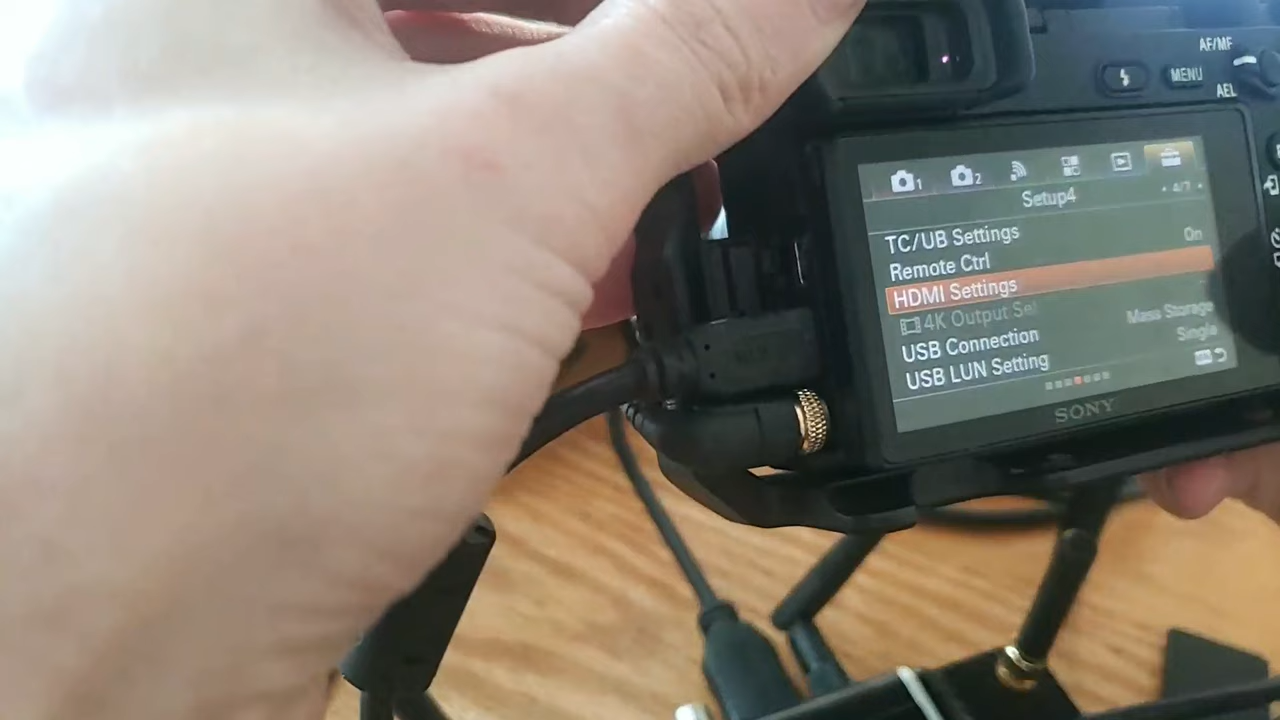 AF/MF
MENU
AEL
1
2
Setup4
4/7
TC/UB Settings
Remote Ctrl On
HDMI Settings
4K Output Sel
USB Connection Mass Storage
USB LUN Setting Single
SONY